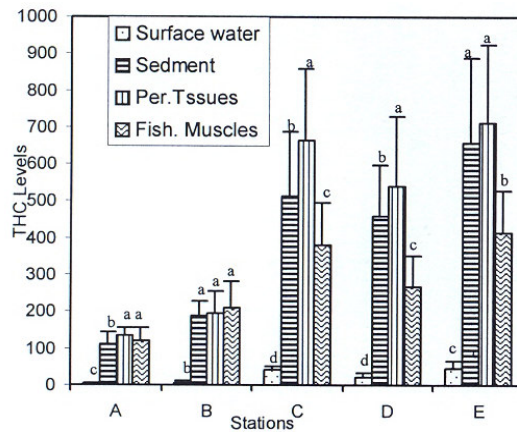 1000
900
800
700
600
500
400
300
200
100
0
THC Levels
Surface water
Sedment
Per.Tssues
Fish. Muscles
c b a a
b a a a
d b a c
d b a c
c a a b
A B C D E
Stations